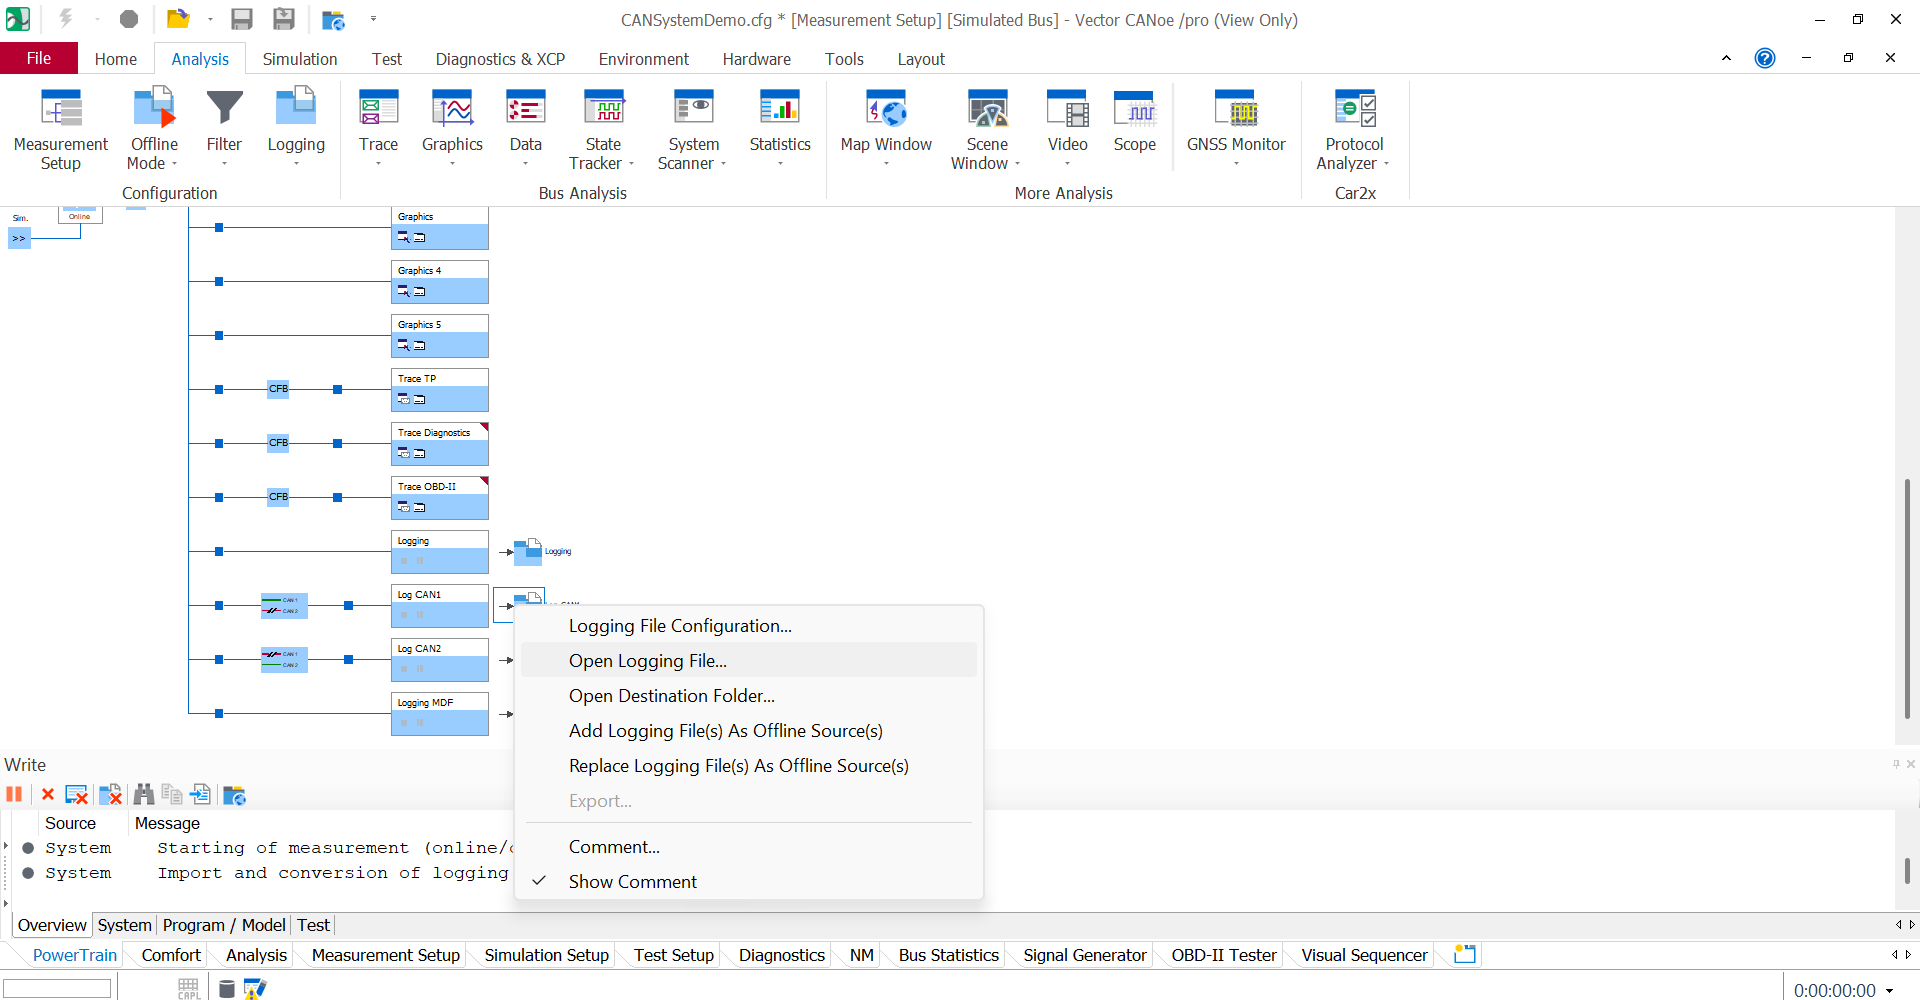 CANSystemDemo.cfg * [Measurement Setup] [Simulated Bus] - Vector CANoe /pro (View Only)
File Home Analysis Simulation Test Diagnostics & XCP Environment Hardware Tools Layout
Measurement Setup
Offline Mode
Filter
Logging
Trace
Graphics
Data
State Tracker
System Scanner
Statistics
Map Window
Scene Window
Video
Scope
GNSS Monitor
Protocol Analyzer
Configuration
Bus Analysis
More Analysis
Car2x
Sim.
>>
Online
Graphics
Graphics 4
Graphics 5
CFB
Trace TP
CFB
Trace Diagnostics
CFB
Trace OBD-II
Logging
Logging
CAN 1
CAN 2
Log CAN1
CAN 1
CAN 2
Log CAN2
Logging MDF
Logging File Configuration...
Open Logging File...
Open Destination Folder...
Add Logging File(s) As Offline Source(s)
Replace Logging File(s) As Offline Source(s)
Export...
Comment...
Show Comment
Write
Source Message
System Starting of measurement (online/
System Import and conversion of logging
Overview System Program / Model Test
PowerTrain Comfort Analysis Measurement Setup Simulation Setup Test Setup Diagnostics NM Bus Statistics Signal Generator OBD-II Tester Visual Sequencer
CAPL
0:00:00:00